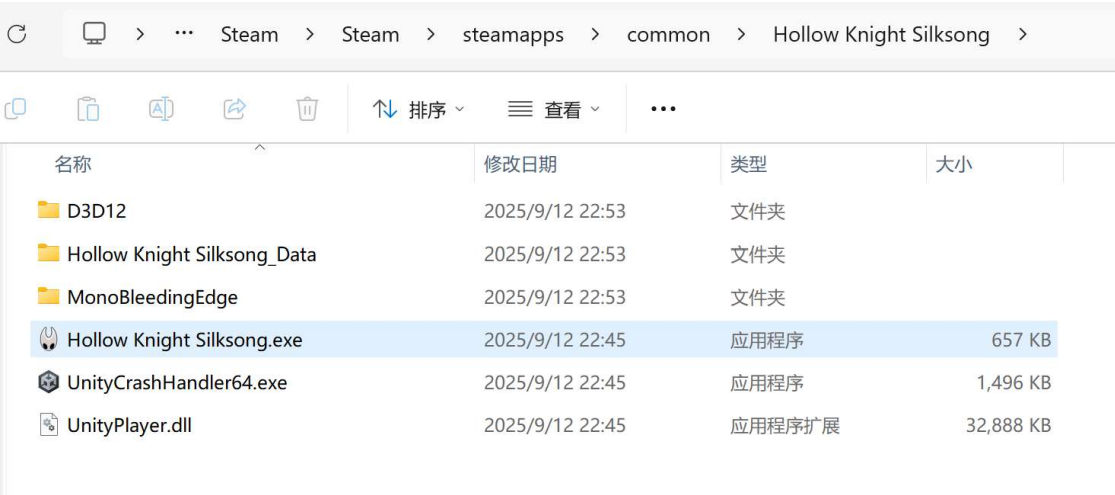 Steam > Steam > steamapps > common > Hollow Knight Silksong >
排序 查看
名称 修改日期 类型 大小
D3D12 2025/9/12 22:53 文件夹
Hollow Knight Silksong_Data 2025/9/12 22:53 文件夹
MonoBleedingEdge 2025/9/12 22:53 文件夹
Hollow Knight Silksong.exe 2025/9/12 22:45 应用程序 657 KB
UnityCrashHandler64.exe 2025/9/12 22:45 应用程序 1,496 KB
UnityPlayer.dll 2025/9/12 22:45 应用程序扩展 32,888 KB